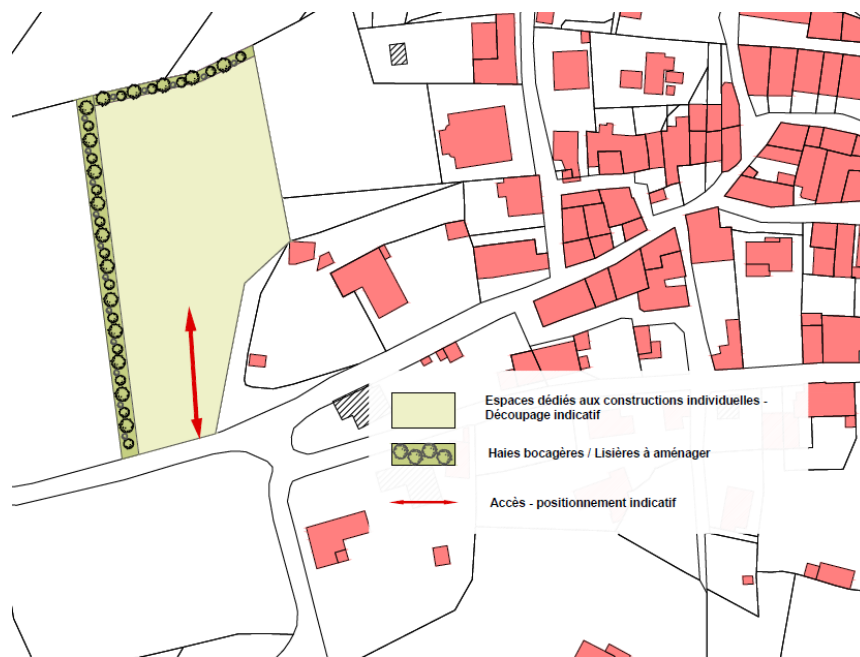 Espaces dédiés aux constructions individuelles -
Découpage indicatif
Haies bocagères / Lisières à aménager
Accès - positionnement indicatif